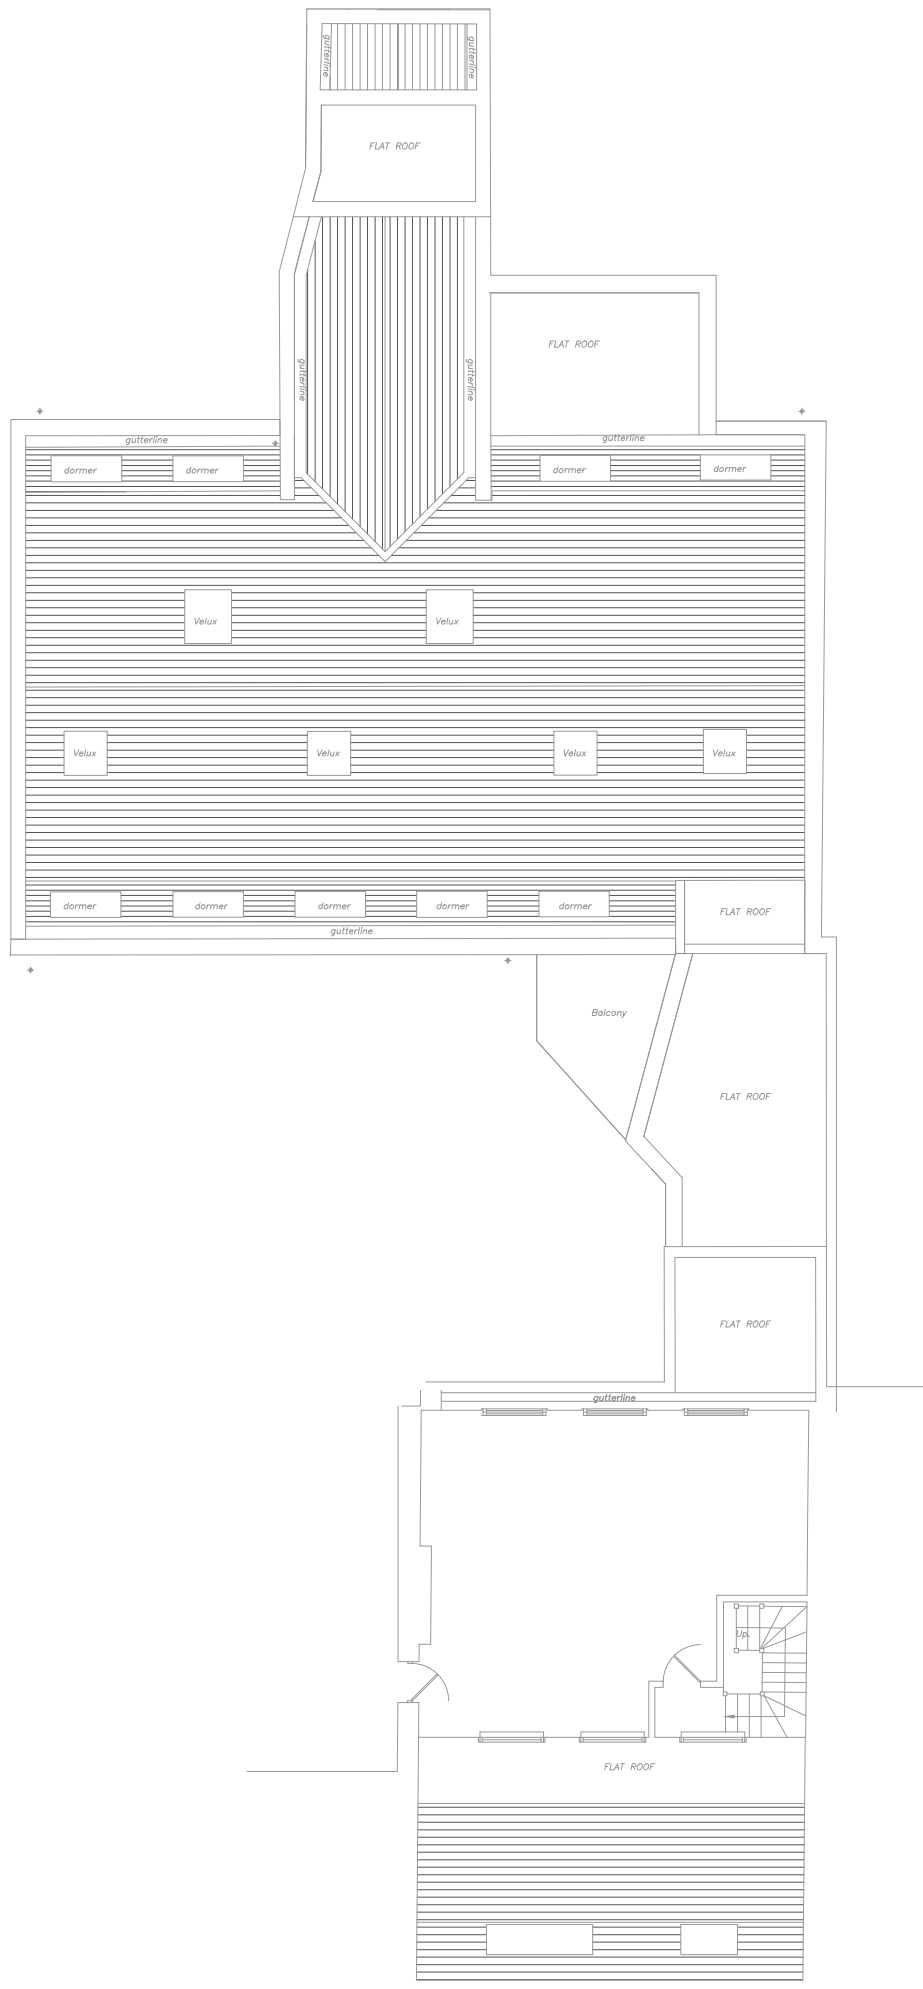 gutterline
gutterline
FLAT ROOF
FLAT ROOF
gutterline
gutterline
gutterline
gutterline
dormer
dormer
dormer
dormer
Velux
Velux
Velux
Velux
Velux
Velux
dormer
dormer
dormer
dormer
dormer
FLAT ROOF
gutterline
Balcony
FLAT ROOF
FLAT ROOF
gutterline
Up.
FLAT ROOF